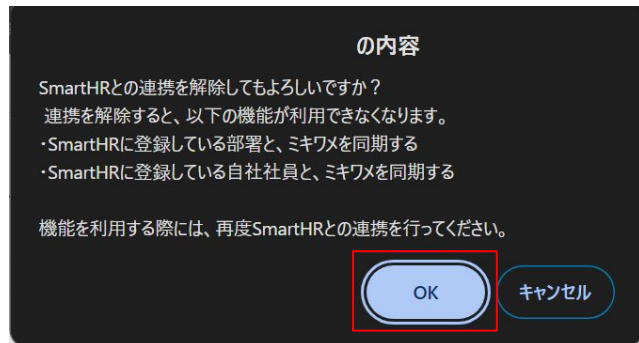 の内容
SmartHRとの連携を解除してもよろしいですか？
連携を解除すると、以下の機能が利用できなくなります。
・SmartHRに登録している部署と、ミキワメを同期する
・SmartHRに登録している自社社員と、ミキワメを同期する
機能を利用する際には、再度SmartHRとの連携を行ってください。
OK
キャンセル